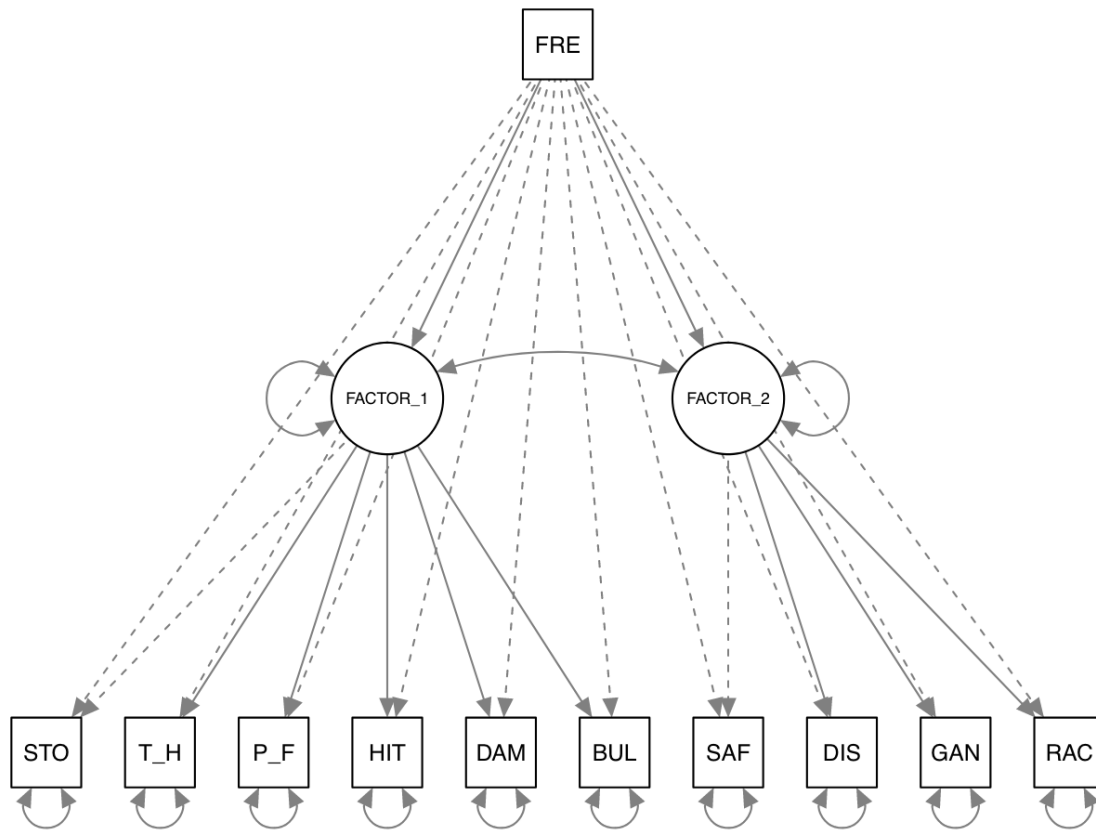 FRE
FACTOR_1
FACTOR_2
STO
T_H
P_F
HIT
DAM
BUL
SAF
DIS
GAN
RAC